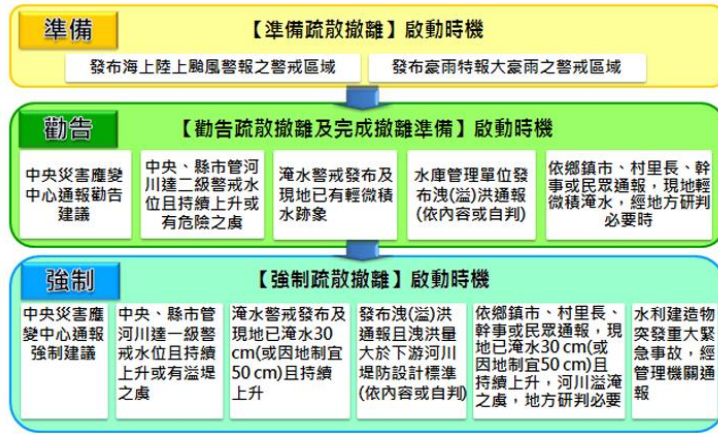 準備
【準備疏散撤離】啟動時機
發布海上陸上颱風警報之警戒區域
發布豪雨特報大豪雨之警戒區域
勸告
【勸告疏散撤離及完成撤離準備】啟動時機
中央災害應變
中心通報勸告
建議
中央、縣市管河
川達二級警戒水
位且持續上升或
有危險之虞
淹水警戒發布及
現地已有輕微積
水跡象
水庫管理單位
發布洩(溢)洪通報
(依內容或自判)
依鄉鎮市、村里長、幹
事或民眾通報，現地輕
微積淹水，經地方研判
必要時
強制
【強制疏散撤離】啟動時機
中央災害應
變中心通報
強制建議
中央、縣市管
河川達一級警
戒水位且持續
上升或有溢堤
之虞
淹水警戒發布及
現地已淹水30
cm(或因地制宜
50 cm)且持續
上升
發布洩(溢)洪
通報且洩洪量
大於下游河川
堤防設計標準
(依內容或自判)
依鄉鎮市、村里長、
幹事或民眾通報，現
地已淹水30 cm(或
因地制宜50 cm)且
持續上升，河川溢淹
之虞，地方研判必要
水利建造物
突發重大緊
急事故，經
管理機關通
報